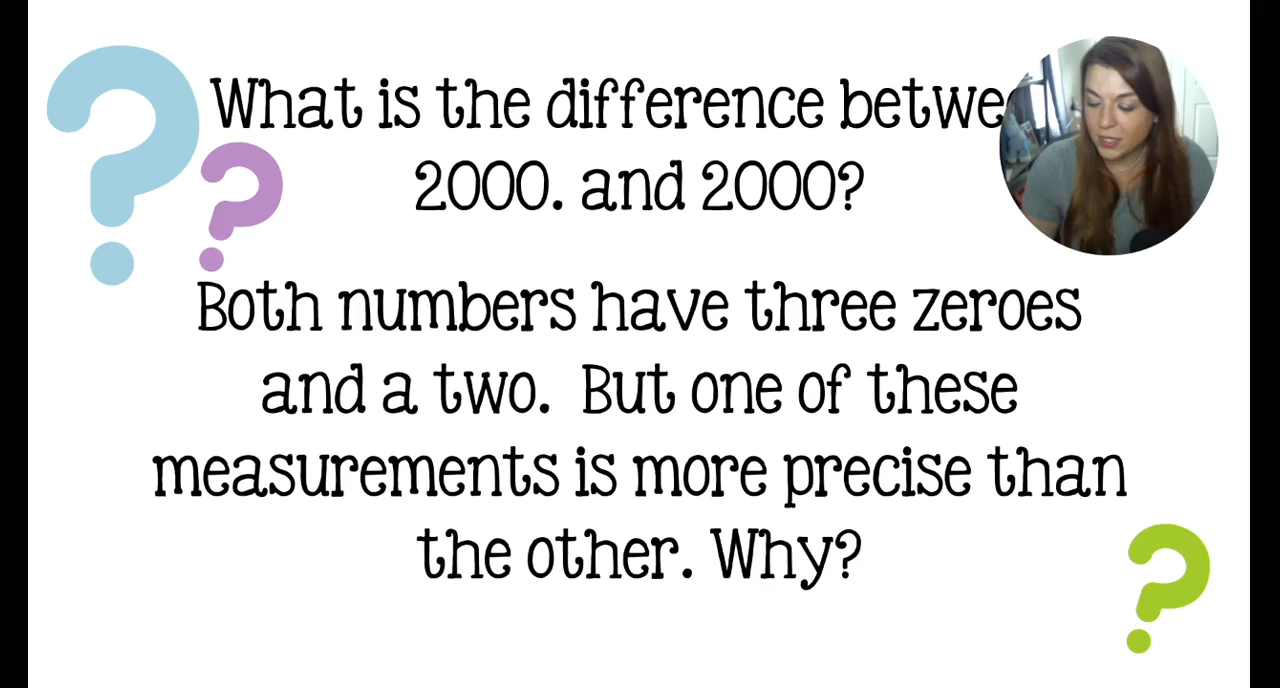 What is the difference
2000. and 2000?
Both numbers have three zeroes
and a two. But one of these
measurements is more precise than
the other. Why?